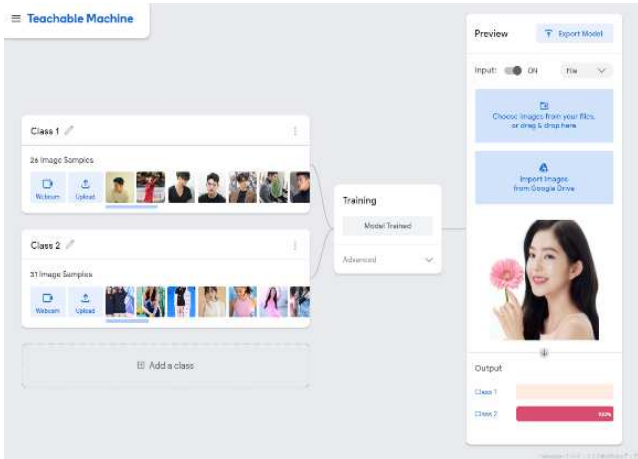 Teachable Machine
Preview
Export Model
Input:
ON
File
Choose images from your files,
or drag & drop here
Import images
from Google Drive
Class 1
26 Image Samples
Webcam
Upload
Class 2
31 Image Samples
Webcam
Upload
Add a class
Training
Model Trained
Advanced
Output
Class 1
Class 2
100%